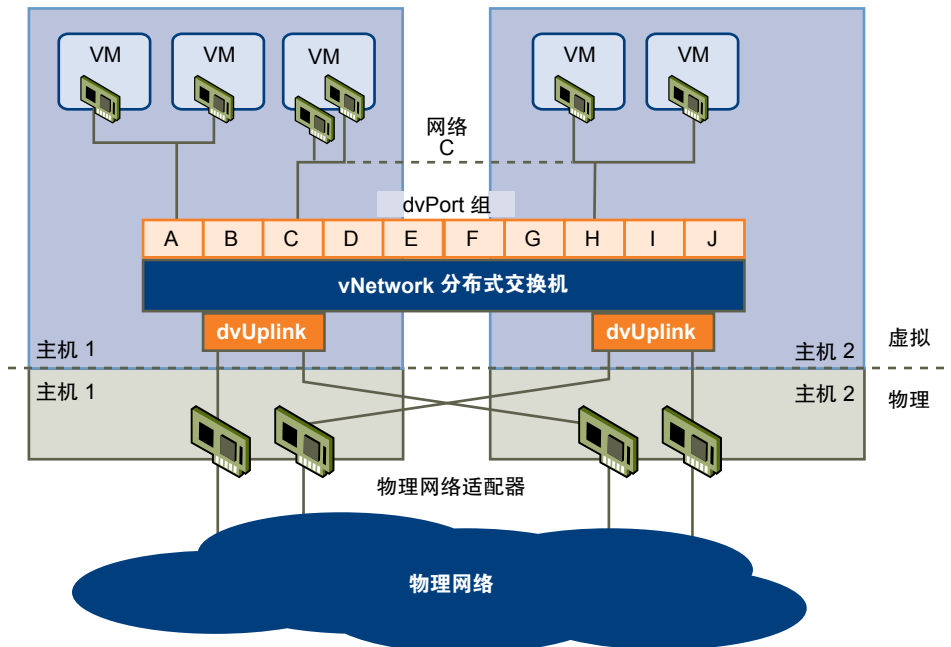 VM
VM
VM
VM
VM
网络
C
dvPort 组
A
B
C
D
E
F
G
H
I
J
vNetwork 分布式交换机
dvUplink
dvUplink
主机 1
主机 2
虚拟
主机 1
主机 2
物理
物理网络适配器
物理网络